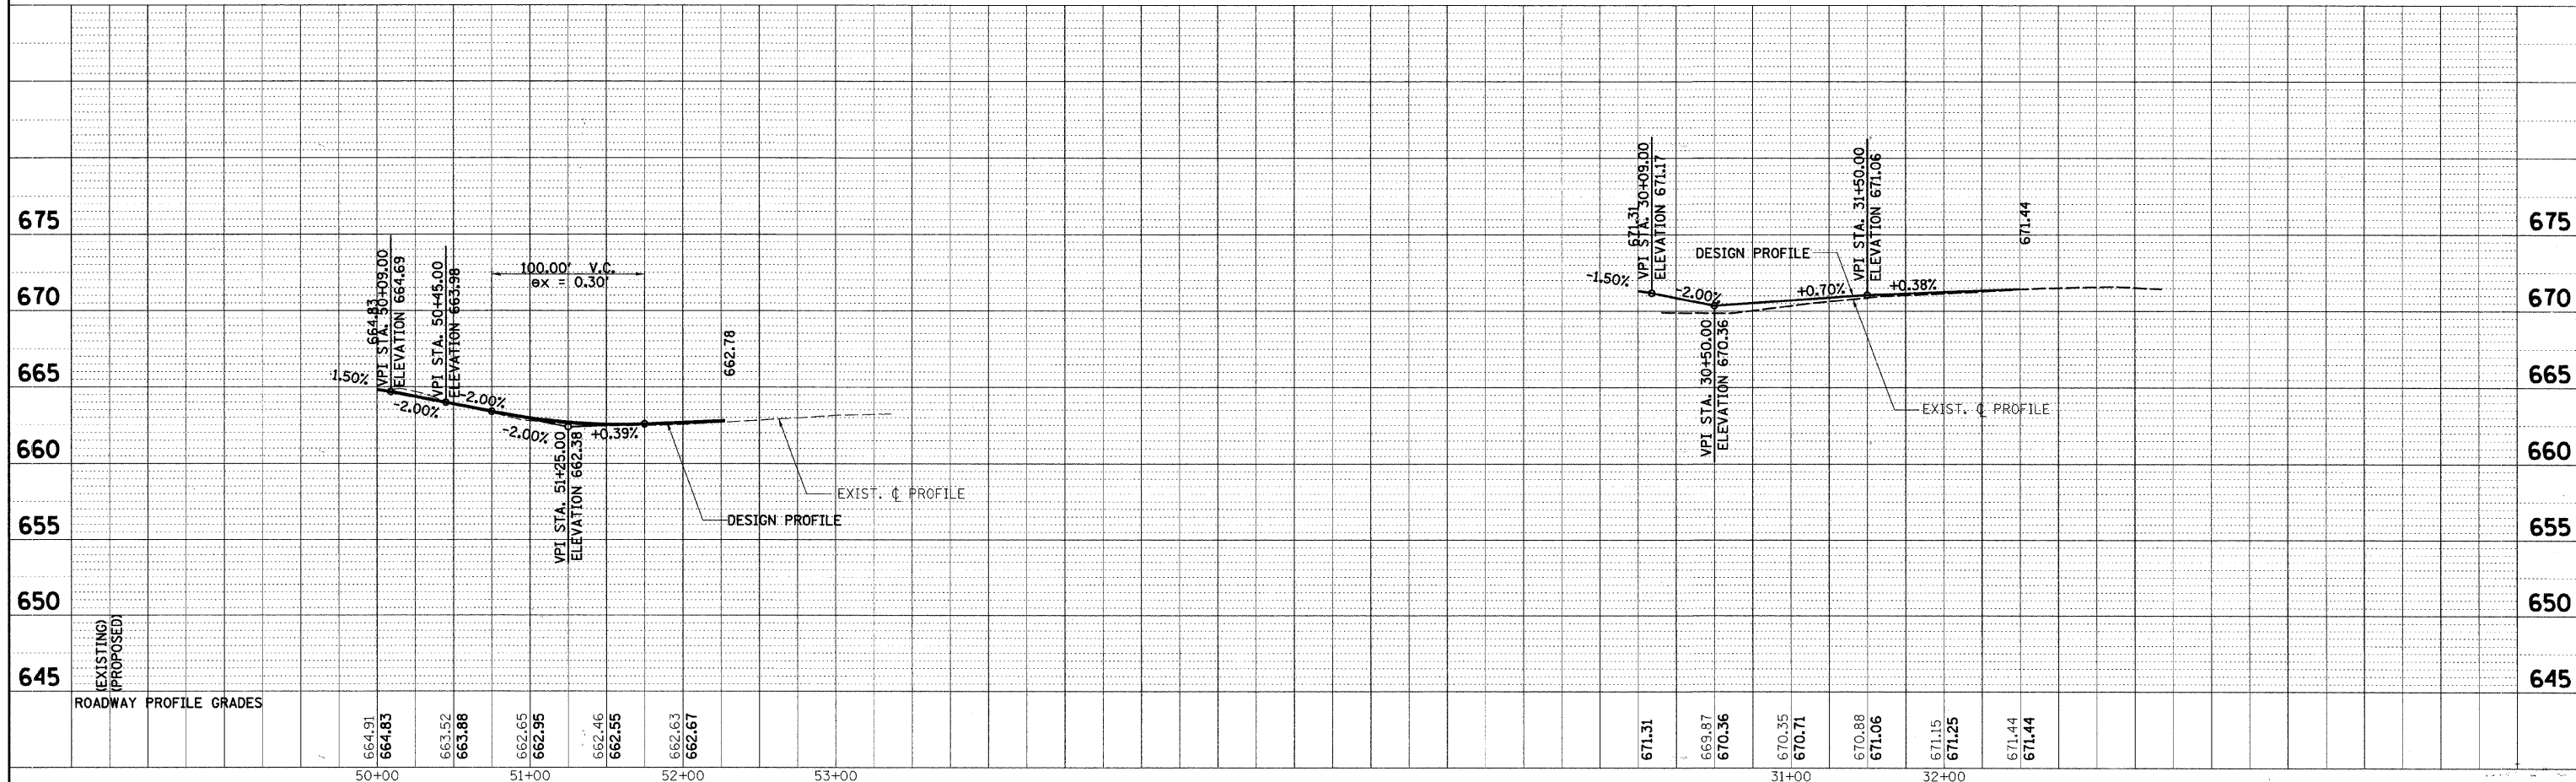 675
670
665
660
655
650
645
675
670
665
660
655
650
645
664.83
VPI STA. 50+09.00
ELEVATION 664.69
VPI STA. 50+45.00
ELEVATION 663.98
100.00' V.C.
ex = 0.30'
1.50%
-2.00%
-2.00%
-2.00%
+0.39%
VPI STA. 51+25.00
ELEVATION 662.38
662.78
EXIST. ℄ PROFILE
DESIGN PROFILE
671.31
VPI STA. 30+09.00
ELEVATION 671.17
-1.50%
-2.00%
VPI STA. 30+50.00
ELEVATION 670.36
DESIGN PROFILE
+0.70%
VPI STA. 31+50.00
ELEVATION 671.06
+0.38%
671.44
EXIST. ℄ PROFILE
(EXISTING)
(PROPOSED)
ROADWAY PROFILE GRADES
664.91
664.83
663.52
663.88
662.65
662.95
662.46
662.55
662.63
662.67
671.31
669.87
670.36
670.35
670.71
670.88
671.06
671.15
671.25
671.44
671.44
50+00
51+00
52+00
53+00
31+00
32+00